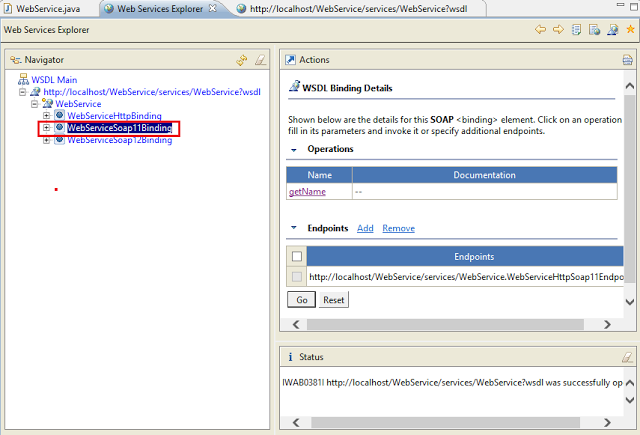 WebService.java
Web Services Explorer
http://localhost/WebService/services/WebService?wsdl
Web Services Explorer
Navigator
WSDL Main
http://localhost/WebService/services/WebService?wsdl
WebService
WebServiceHttpBinding
WebServiceSoap11Binding
WebServiceSoap12Binding
Actions
WSDL Binding Details
Shown below are the details for this SOAP <binding> element. Click on an operation
fill in its parameters and invoke it or specify additional endpoints.
Operations
Name Documentation
getName --
Endpoints Add Remove
Endpoints
http://localhost/WebService/services/WebService.WebServiceHttpSoap11Endpo
Go Reset
i Status
IWAB0381I http://localhost/WebService/services/WebService?wsdl was successfully op